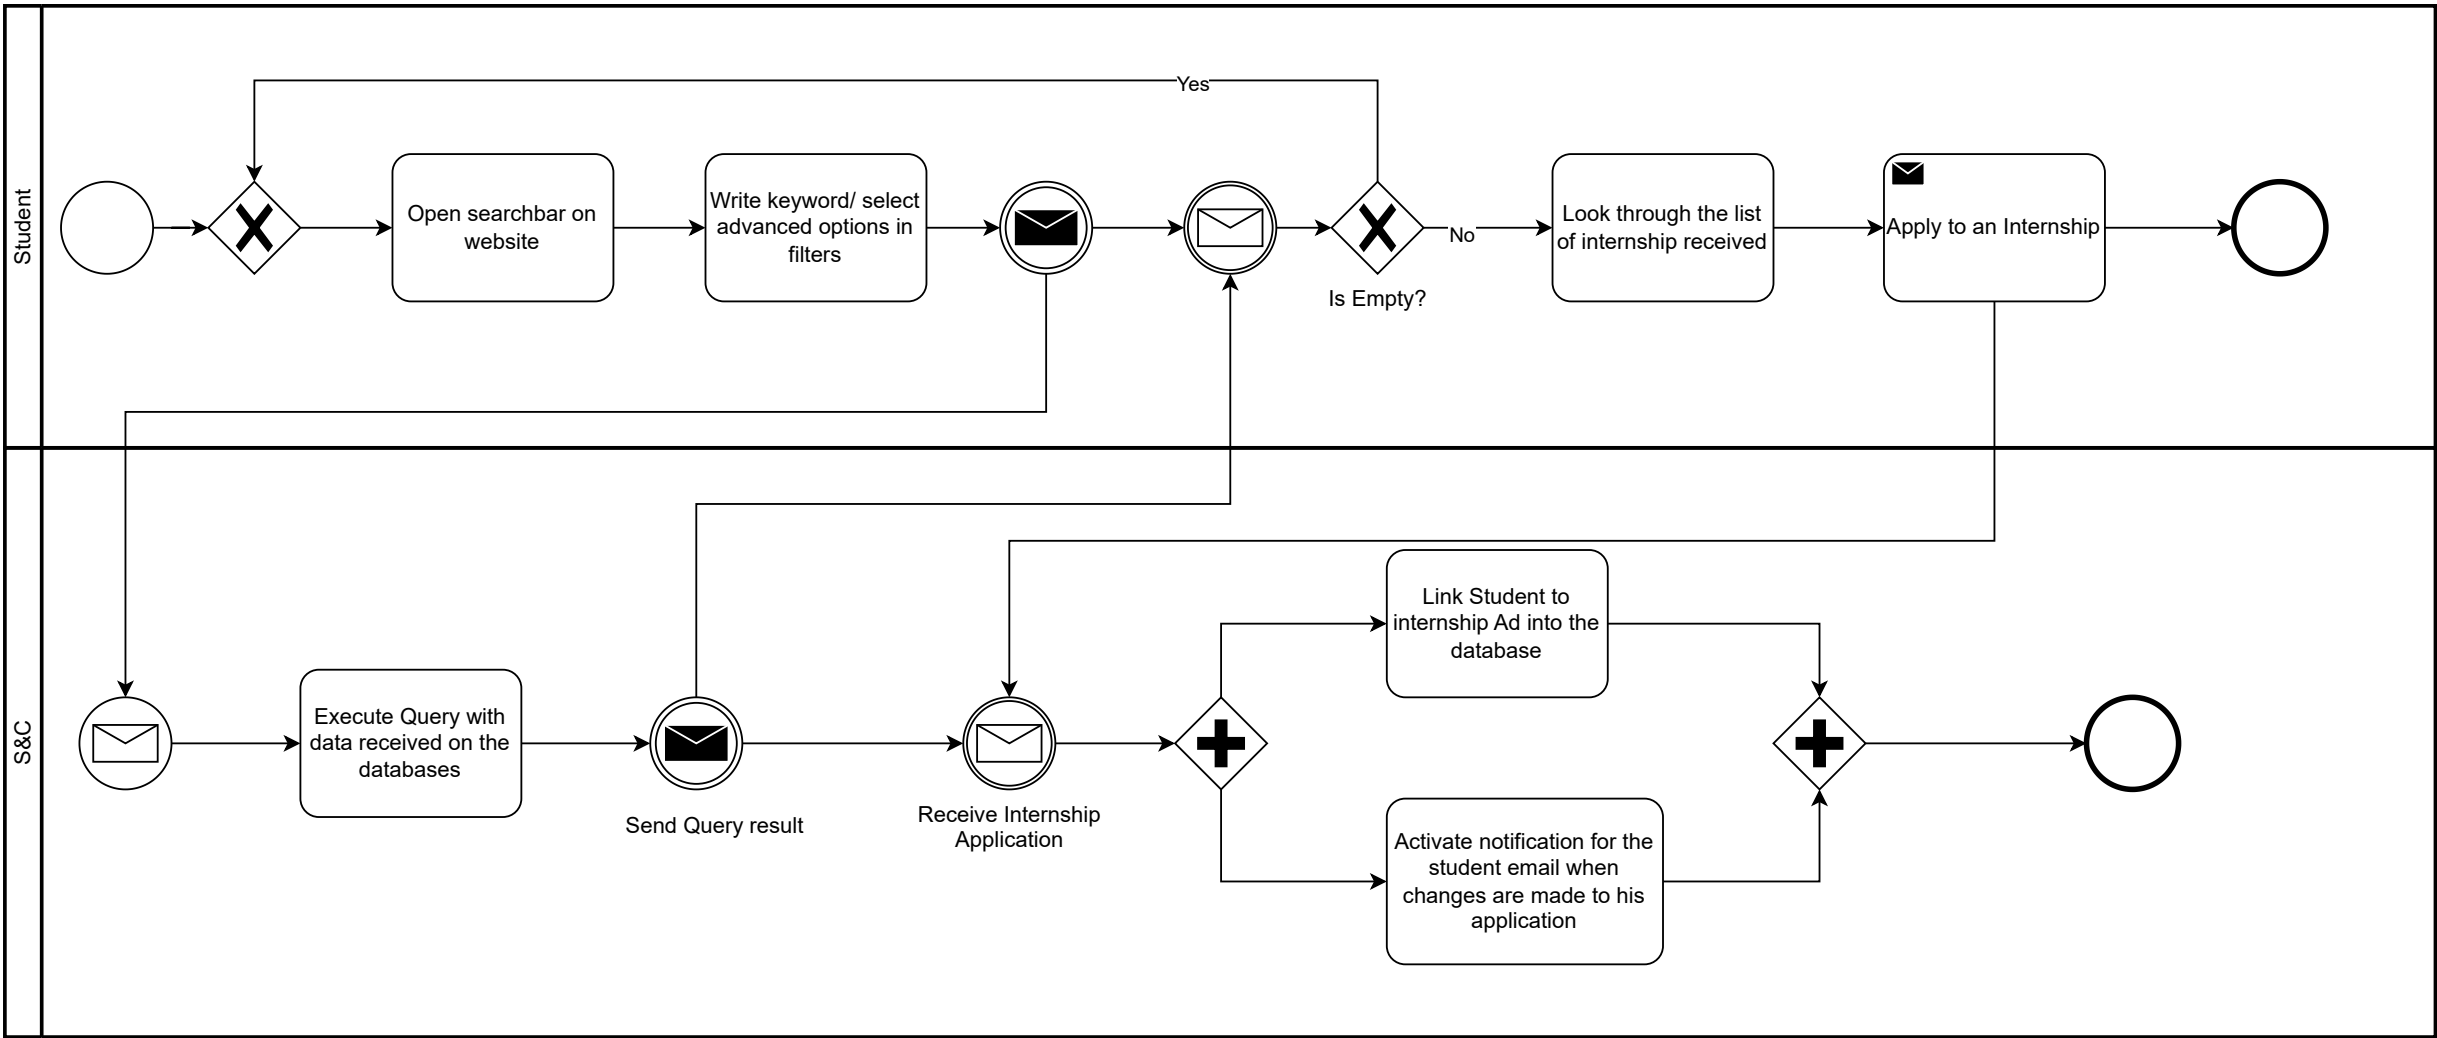 Student
Yes
Open searchbar on
website
Write keyword/ select
advanced options in
filters
Is Empty?
No
Look through the list
of internship received
Apply to an Internship
S&C
Execute Query with
data received on the
databases
Send Query result
Receive Internship
Application
Link Student to
internship Ad into the
database
Activate notification for the
student email when
changes are made to his
application